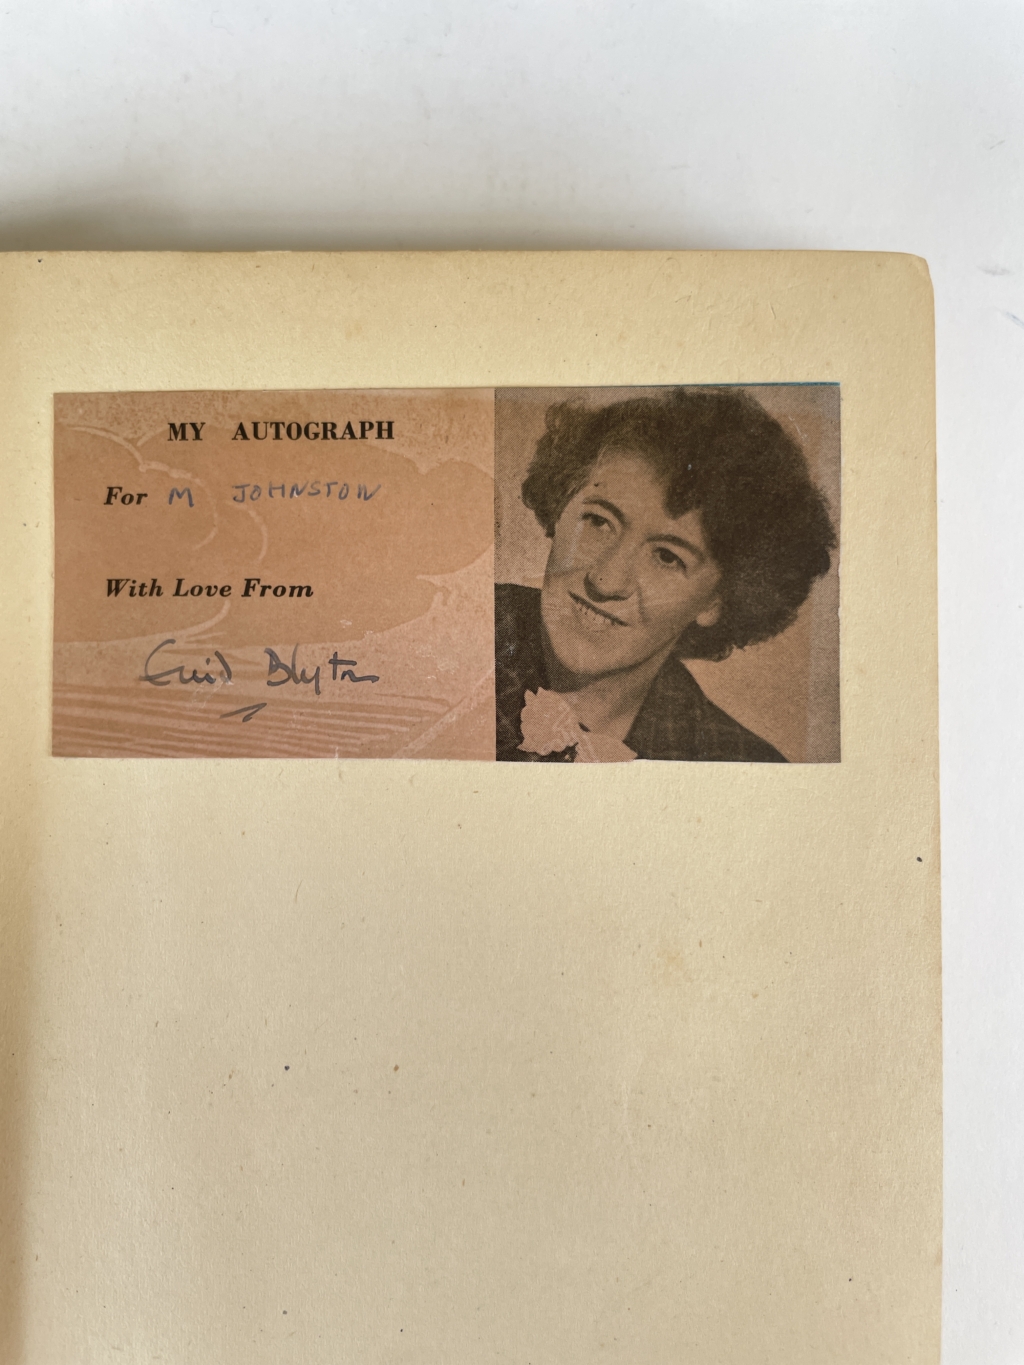 MY AUTOGRAPH
For M JOHNSTON
With Love From
Enid Blyton